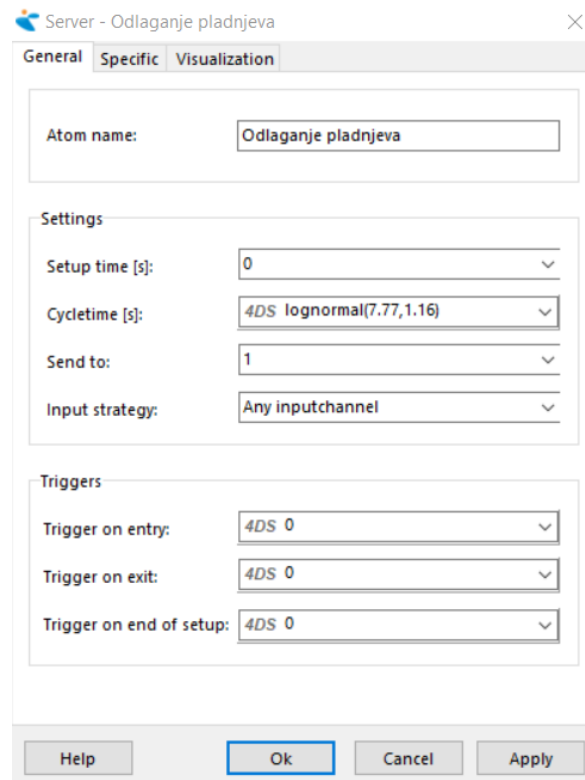 Server - Odlaganje pladnjeva
General Specific Visualization
Atom name: Odlaganje pladnjeva
Settings
Setup time [s]: 0
Cycletime [s]: 4DS lognormal(7.77,1.16)
Send to: 1
Input strategy: Any inputchannel
Triggers
Trigger on entry: 4DS 0
Trigger on exit: 4DS 0
Trigger on end of setup: 4DS 0
Help Ok Cancel Apply